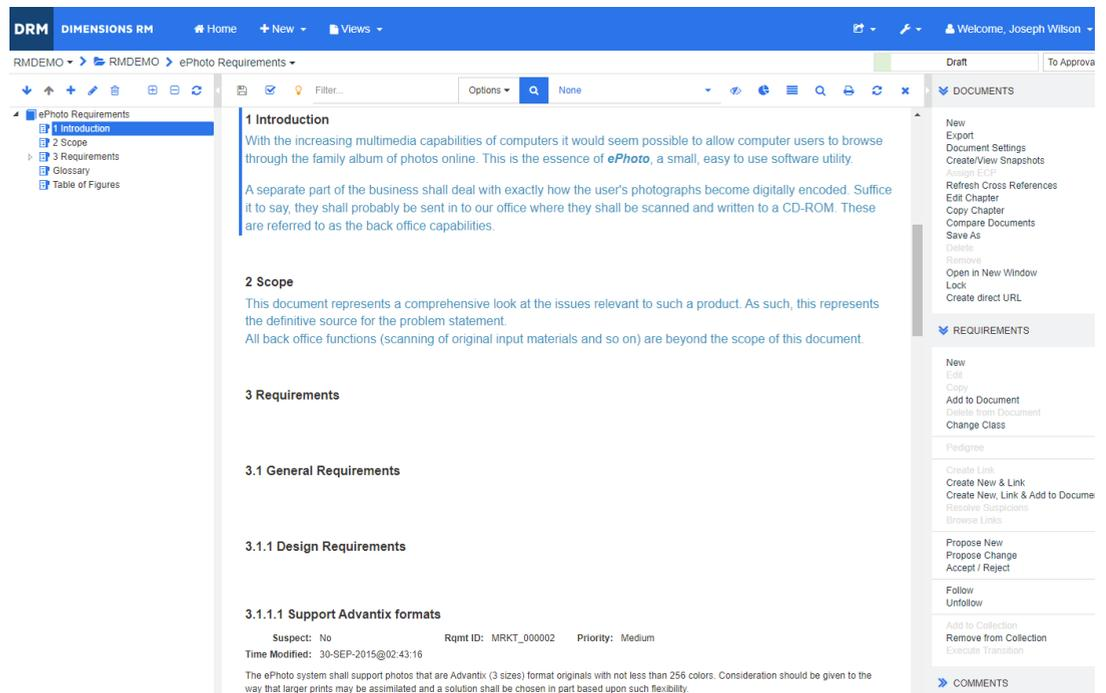 DRM DIMENSIONS RM Home New Views Welcome, Joseph Wilson
RMDEMO RMDEMO ePhoto Requirements Draft To Approva
Filter... Options None
ePhoto Requirements
1 Introduction
2 Scope
3 Requirements
Glossary
Table of Figures
1 Introduction
With the increasing multimedia capabilities of computers it would seem possible to allow computer users to browse
through the family album of photos online. This is the essence of ePhoto, a small, easy to use software utility.
A separate part of the business shall deal with exactly how the user's photographs become digitally encoded. Suffice
it to say, they shall probably be sent in to our office where they shall be scanned and written to a CD-ROM. These
are referred to as the back office capabilities.
2 Scope
This document represents a comprehensive look at the issues relevant to such a product. As such, this represents
the definitive source for the problem statement.
All back office functions (scanning of original input materials and so on) are beyond the scope of this document.
3 Requirements
3.1 General Requirements
3.1.1 Design Requirements
3.1.1.1 Support Advantix formats
Suspect: No Rqmt ID: MRKT_000002 Priority: Medium
Time Modified: 30-SEP-2015@02:43:16
The ePhoto system shall support photos that are Advantix (3 sizes) format originals with not less than 256 colors. Consideration should be given to the
way that larger prints may be assimilated and a solution shall be chosen in part based upon such flexibility.
DOCUMENTS
New
Export
Document Settings
Create/View Snapshots
Assign ECP
Refresh Cross References
Edit Chapter
Copy Chapter
Compare Documents
Save As
Delete
Remove
Open in New Window
Lock
Create direct URL
REQUIREMENTS
New
Edit
Copy
Add to Document
Delete from Document
Change Class
Pedigree
Create Link
Create New & Link
Create New, Link & Add to Docume
Resolve Suspicions
Browse Links
Propose New
Propose Change
Accept / Reject
Follow
Unfollow
Add to Collection
Remove from Collection
Execute Transition
COMMENTS